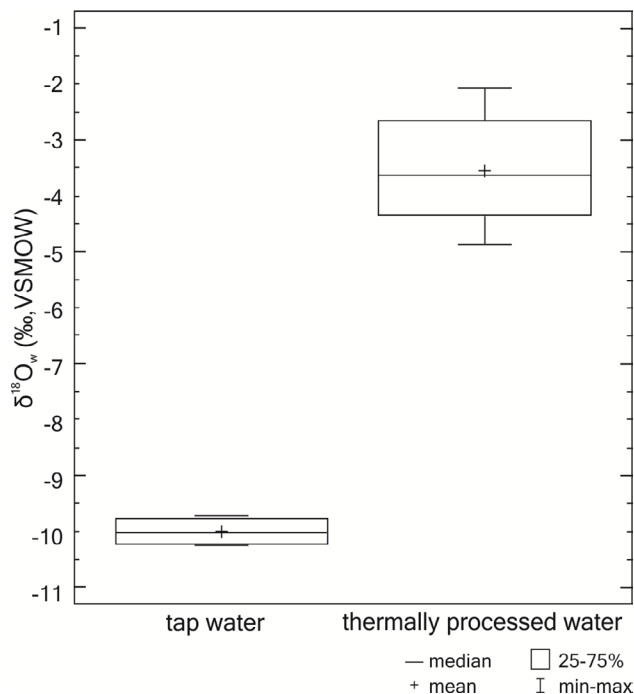 -1
-2
-3
-4
-5
-6
-7
-8
-9
-10
-11
δ¹⁸O_w (‰, VSMOW)
tap water
thermally processed water
— median
25-75%
+ mean
min-max